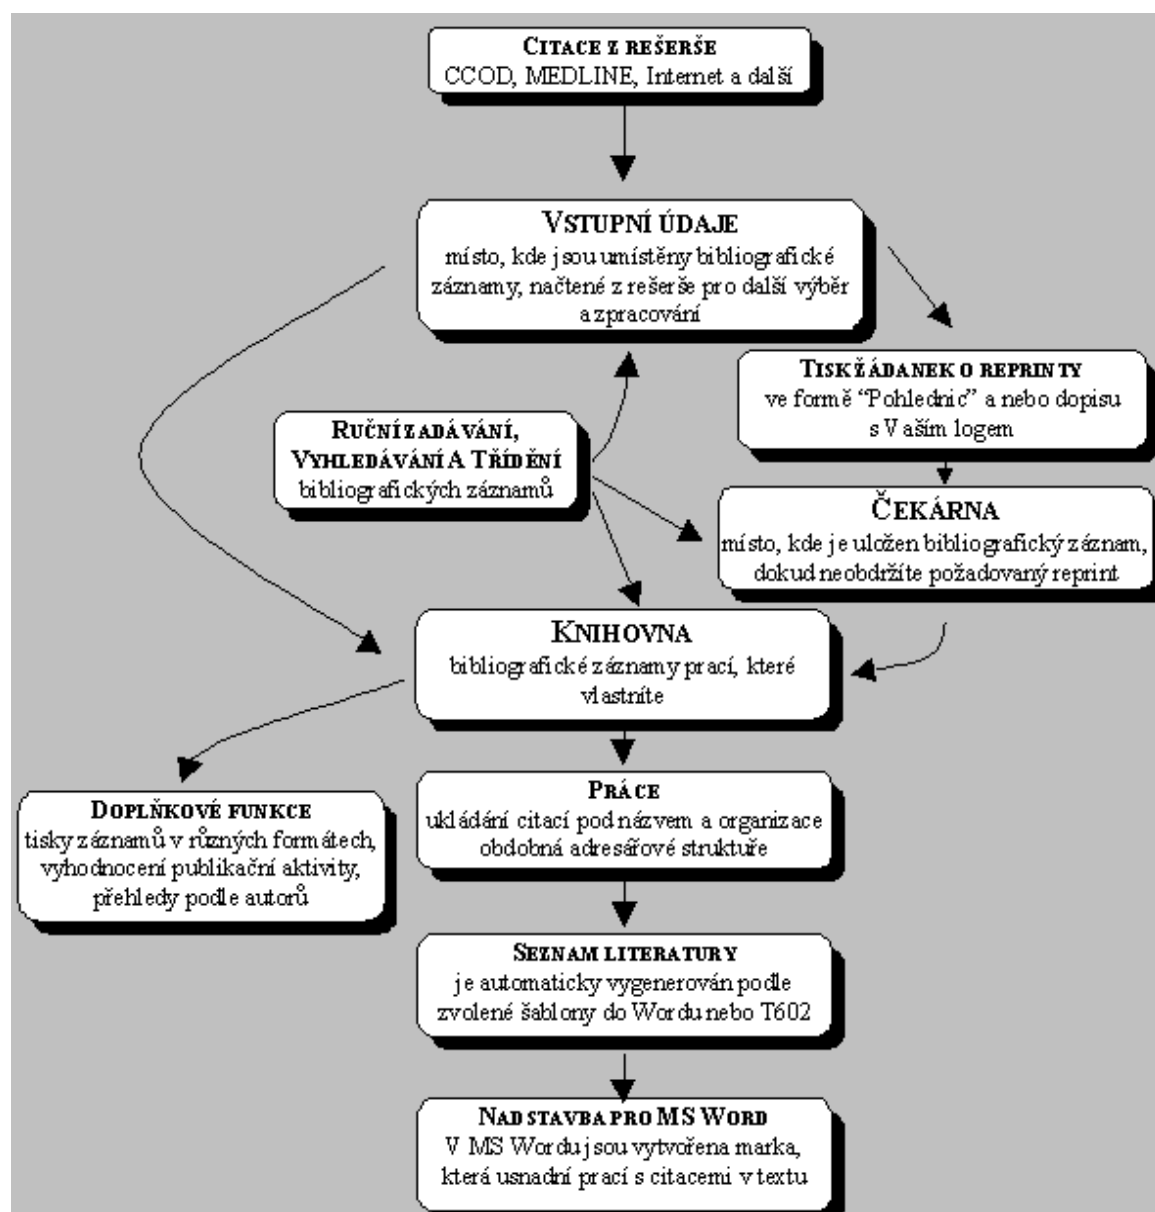 CITACE Z REŠERŠE
CCOD, MEDLINE, Internet a další
VSTUPNÍ ÚDAJE
místo, kde jsou umístěny bibliografické
záznamy, načtené z rešerše pro další výběr
a zpracování
TISK ŽÁDANEK O REPRINTY
ve formě “Pohlednic” a nebo dopisu
s Vaším logem
RUČNÍ ZADÁVÁNÍ,
VYHLEDÁVÁNÍ A TŘÍDĚNÍ
bibliografických záznamů
ČEKÁRNA
místo, kde je uložen bibliografický záznam,
dokud neobdržíte požadovaný reprint
KNIHOVNA
bibliografické záznamy prací, které
vlastníte
DOPLŇKOVÉ FUNKCE
tisky záznamů v různých formátech,
vyhodnocení publikační aktivity,
přehledy podle autorů
PRÁCE
ukládání citací pod názvem a organizace
obdobná adresářové struktuře
SEZNAM LITERATURY
je automaticky vygenerován podle
zvolené šablony do Wordu nebo T602
NADSTAVBA PRO MS WORD
V MS Wordu jsou vytvořena marka,
která usnadní prací s citacemi v textu